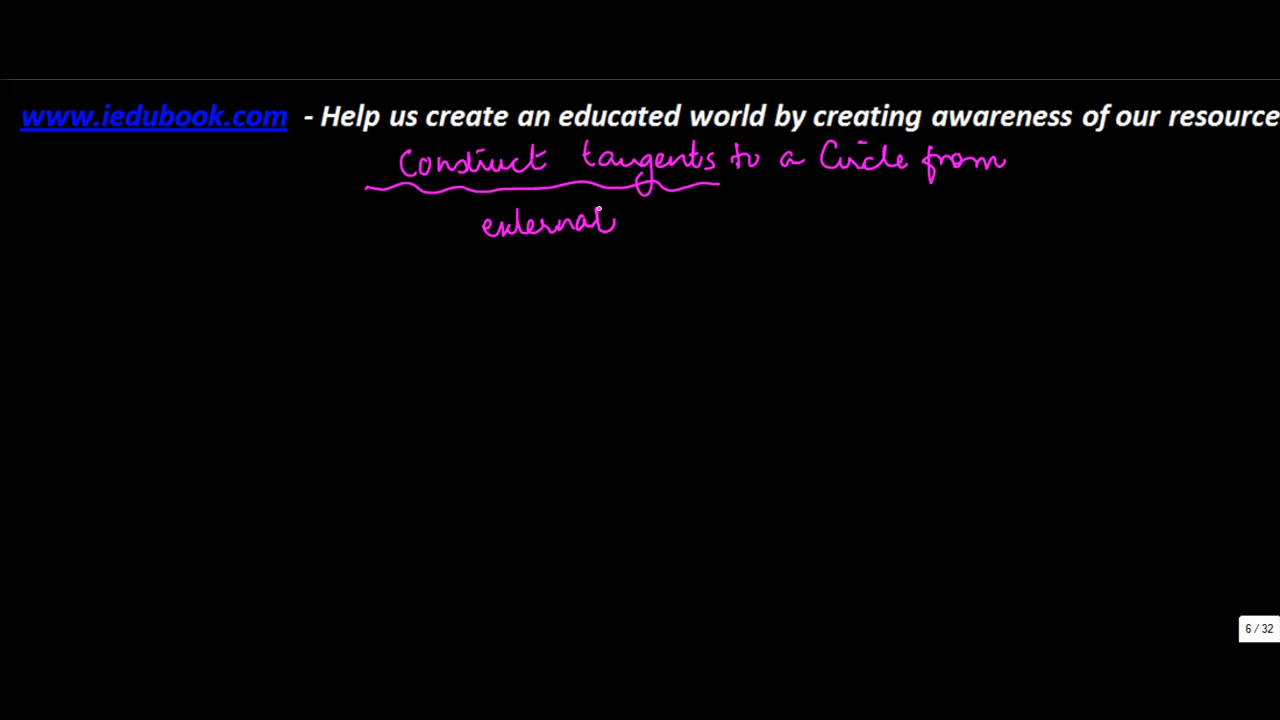 www.iedubook.com - Help us create an educated world by creating awareness of our resource
Construct tangents to a Circle from
external
6 / 32